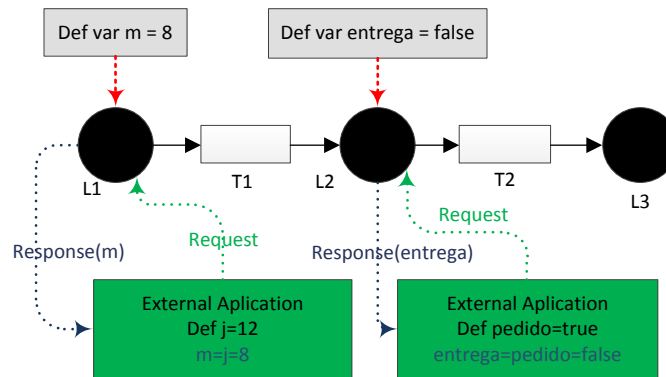 Def var m = 8
Def var entrega = false
L1
T1
L2
T2
L3
Request
Request
Response(m)
Response(entrega)
External Aplication
Def j=12
m=j=8
External Aplication
Def pedido=true
entrega=pedido=false